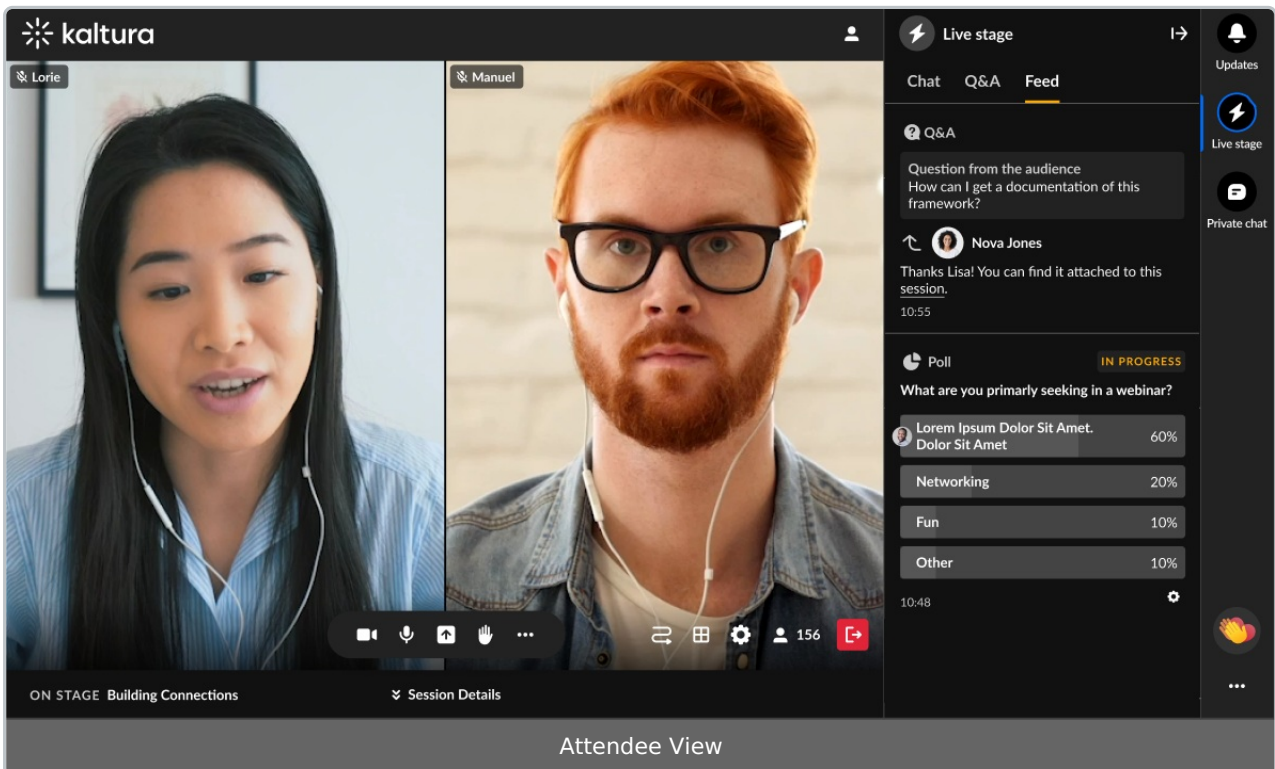 kaltura
Lorie
Manuel
ON STAGE Building Connections
Session Details
156
Live stage
Chat Q&A Feed
Q&A
Question from the audience
How can I get a documentation of this
framework?
Nova Jones
Thanks Lisa! You can find it attached to this
session.
10:55
Poll
IN PROGRESS
What are you primarly seeking in a webinar?
Lorem Ipsum Dolor Sit Amet.
Dolor Sit Amet
60%
Networking 20%
Fun 10%
Other 10%
10:48
Updates
Live stage
Private chat
Attendee View